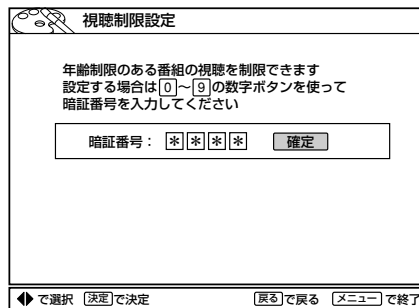 視聴制限設定
年齢制限のある番組の視聴を制限できます
設定する場合は0～9の数字ボタンを使って
暗証番号を入力してください
暗証番号： ＊＊＊＊ 確定
◀▶で選択 決定で決定 戻るで戻る メニューで終了